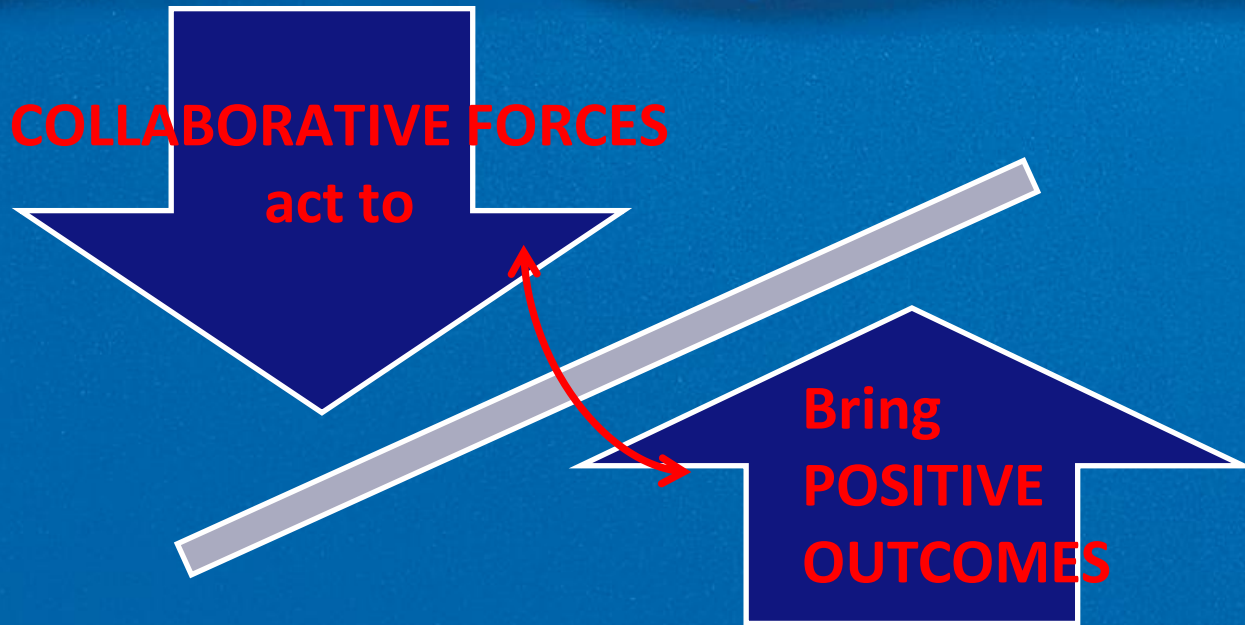 COLLABORATIVE FORCES
act to
Bring
POSITIVE
OUTCOMES